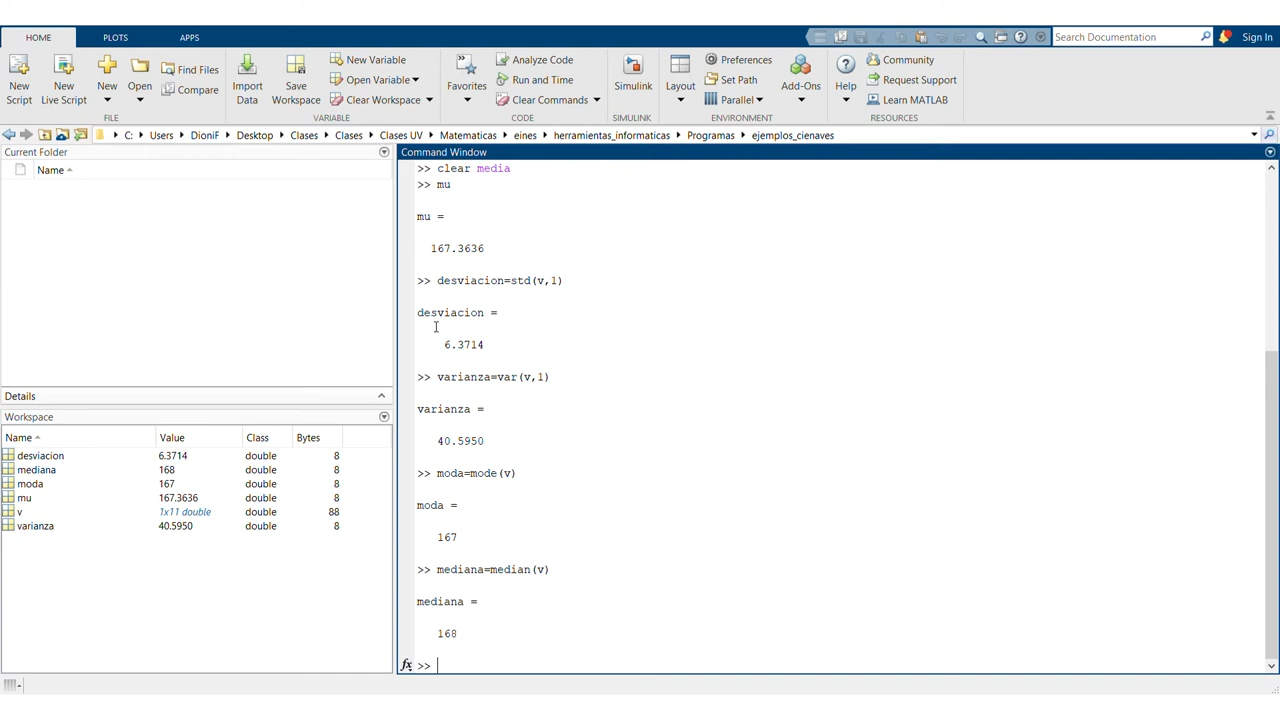 HOME PLOTS APPS Search Documentation Sign In
New Script
New Live Script
New
Open
Find Files
Compare
Import Data
Save Workspace
New Variable
Open Variable
Clear Workspace
Favorites
Analyze Code
Run and Time
Clear Commands
Simulink
Layout
Preferences
Set Path
Parallel
Add-Ons
Help
Community
Request Support
Learn MATLAB
FILE VARIABLE CODE SIMULINK ENVIRONMENT RESOURCES
C: Users DioniF Desktop Clases Clases Clases UV Matematicas eines herramientas_informaticas Programas ejemplos_cienaves
Current Folder
Name
Details
Workspace
Name Value Class Bytes
desviacion 6.3714 double 8
mediana 168 double 8
moda 167 double 8
mu 167.3636 double 8
v 1x11 double 88
varianza 40.5950 double 8
Command Window
>> clear media
>> mu
mu =
167.3636
>> desviacion=std(v,1)
desviacion =
6.3714
>> varianza=var(v,1)
varianza =
40.5950
>> moda=mode(v)
moda =
167
>> mediana=median(v)
mediana =
168
fx >>